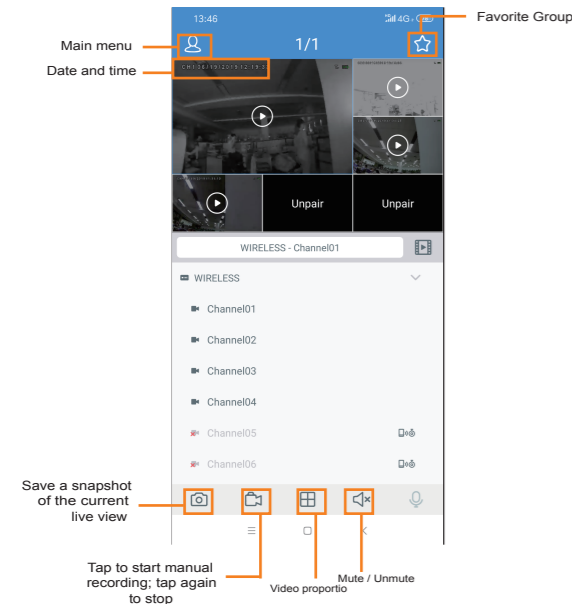 13:46
4G
Favorite Group
Main menu
1/1
Date and time
Unpair
Unpair
WIRELESS - Channel01
WIRELESS
Channel01
Channel02
Channel03
Channel04
Channel05
Channel06
Save a snapshot
of the current
live view
Tap to start manual
recording; tap again
to stop
Video proportio
Mute / Unmute